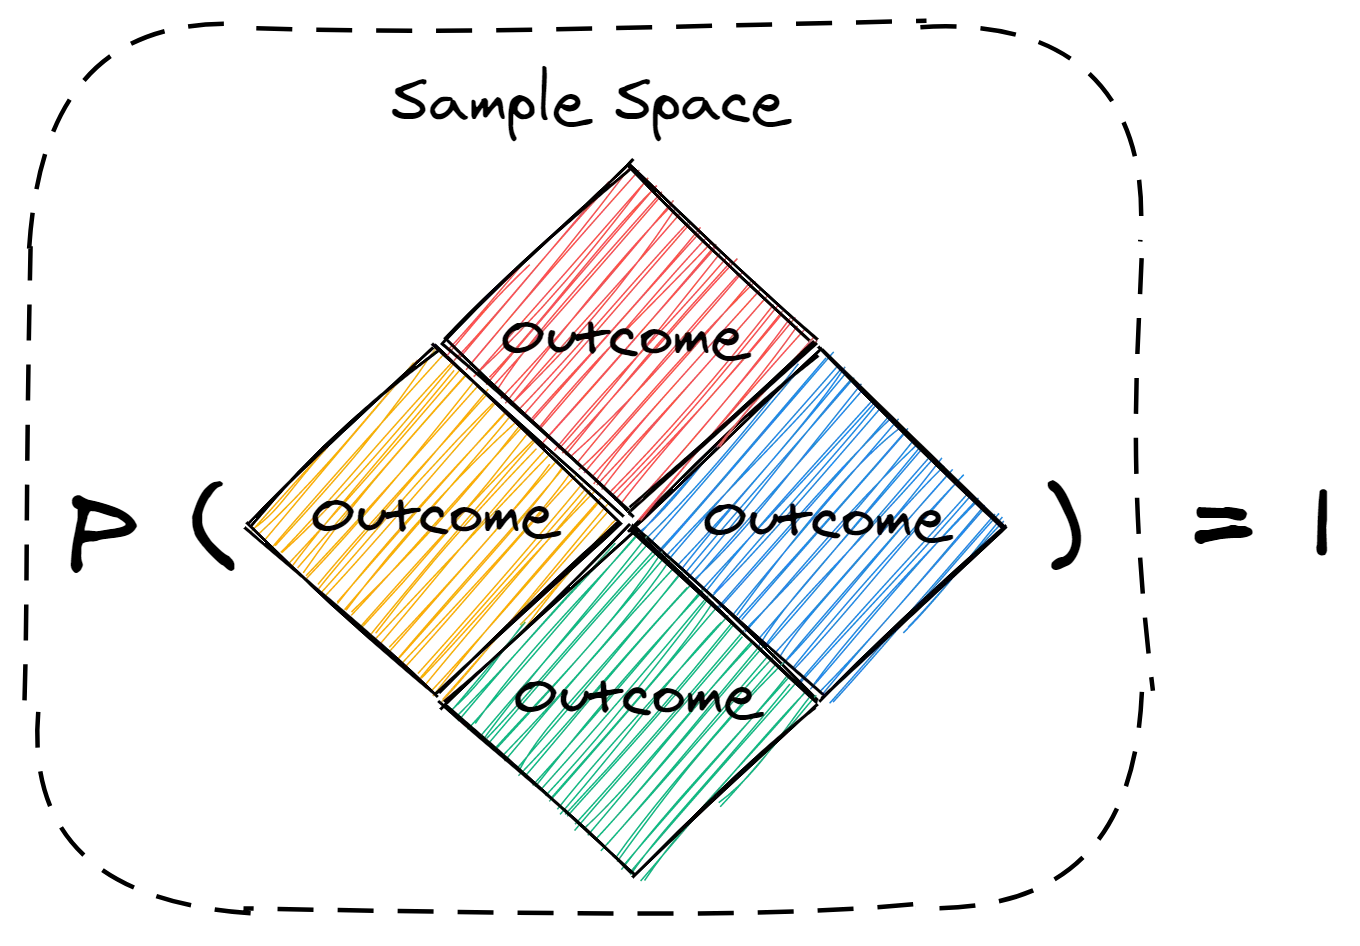 Sample Space
Outcome
P ( Outcome Outcome ) = 1
Outcome